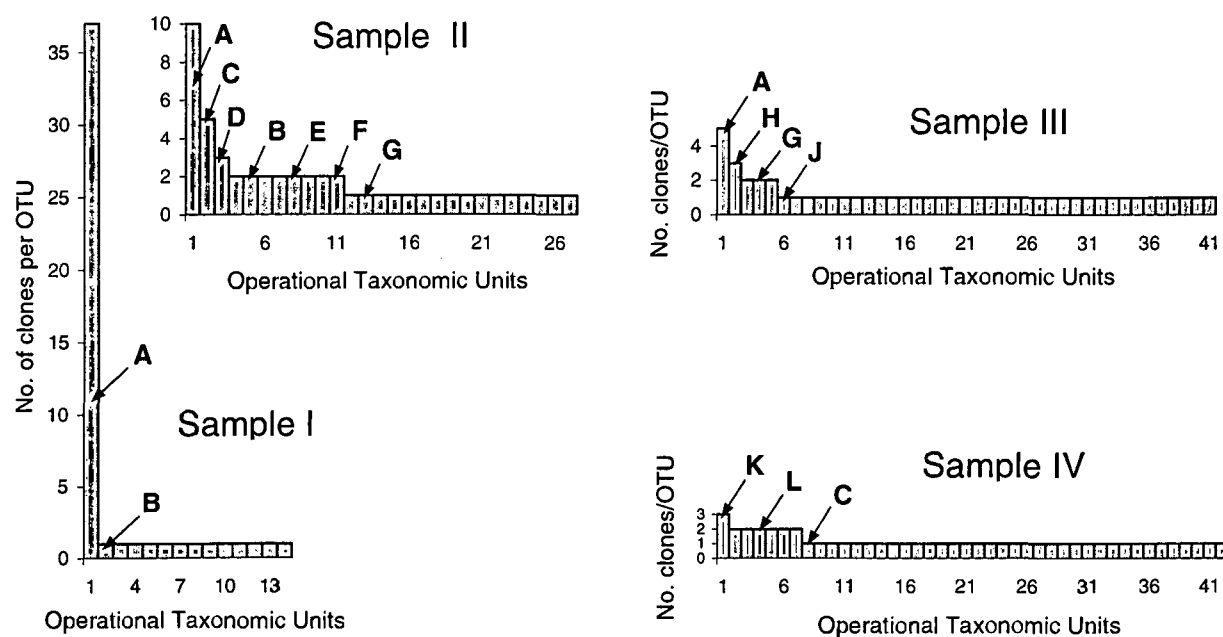 Sample II
No. of clones per OTU
35
30
25
20
15
10
5
0
A
B
Sample I
1 4 7 10 13
Operational Taxonomic Units
10
8
6
4
2
0
A
C
D
B
E
F
G
1 6 11 16 21 26
Operational Taxonomic Units
Sample III
No. clones/OTU
4
2
0
A
H
G
J
1 6 11 16 21 26 31 36 41
Operational Taxonomic Units
Sample IV
No. clones/OTU
3
2
1
0
K
L
C
1 6 11 16 21 26 31 36 41
Operational Taxonomic Units